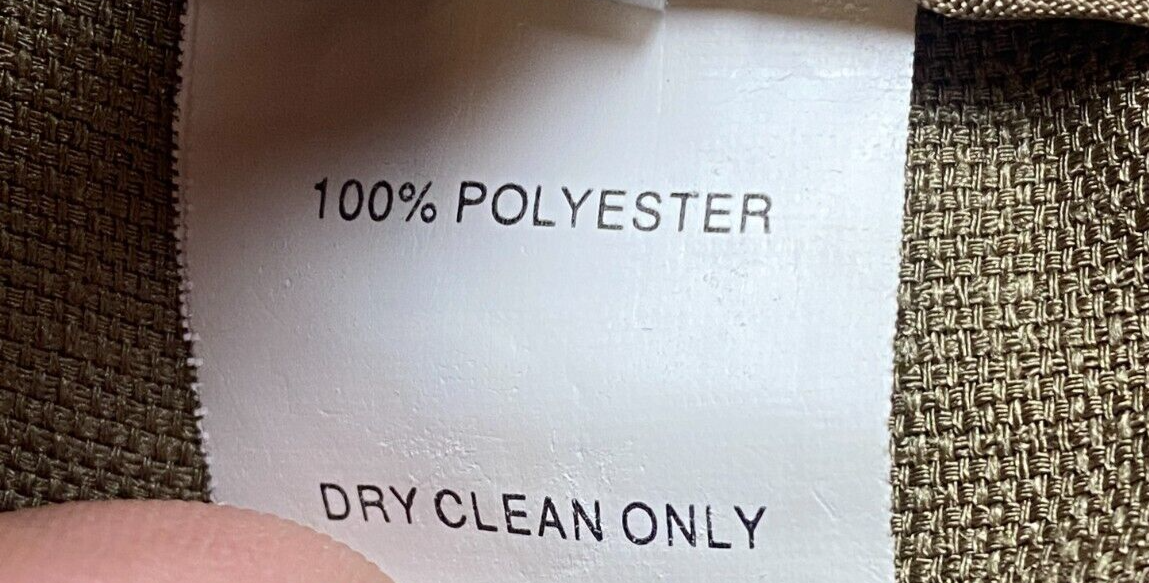 100% POLYESTER
DRY CLEAN ONLY